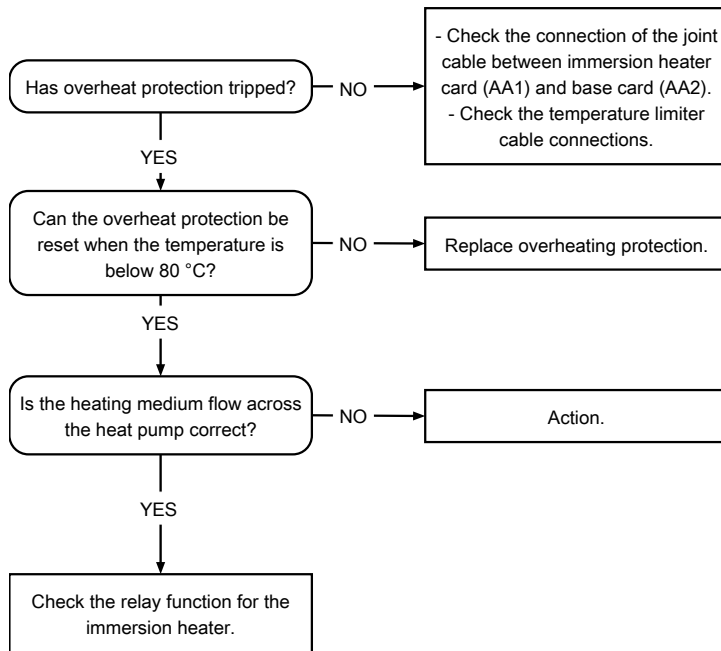 Has overheat protection tripped?
NO
- Check the connection of the joint
cable between immersion heater
card (AA1) and base card (AA2).
- Check the temperature limiter
cable connections.
YES
Can the overheat protection be
reset when the temperature is
below 80 °C?
NO
Replace overheating protection.
YES
Is the heating medium flow across
the heat pump correct?
NO
Action.
YES
Check the relay function for the
immersion heater.